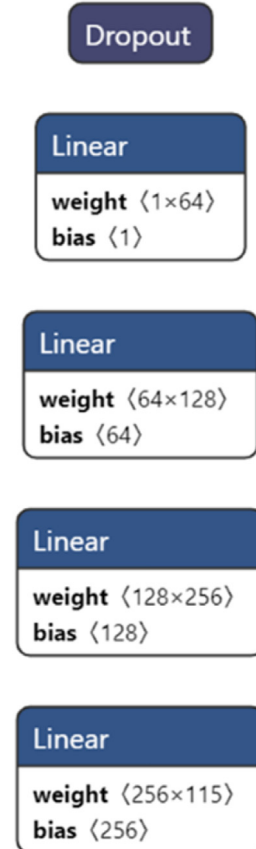 Dropout
Linear
weight ⟨1×64⟩
bias ⟨1⟩
Linear
weight ⟨64×128⟩
bias ⟨64⟩
Linear
weight ⟨128×256⟩
bias ⟨128⟩
Linear
weight ⟨256×115⟩
bias ⟨256⟩